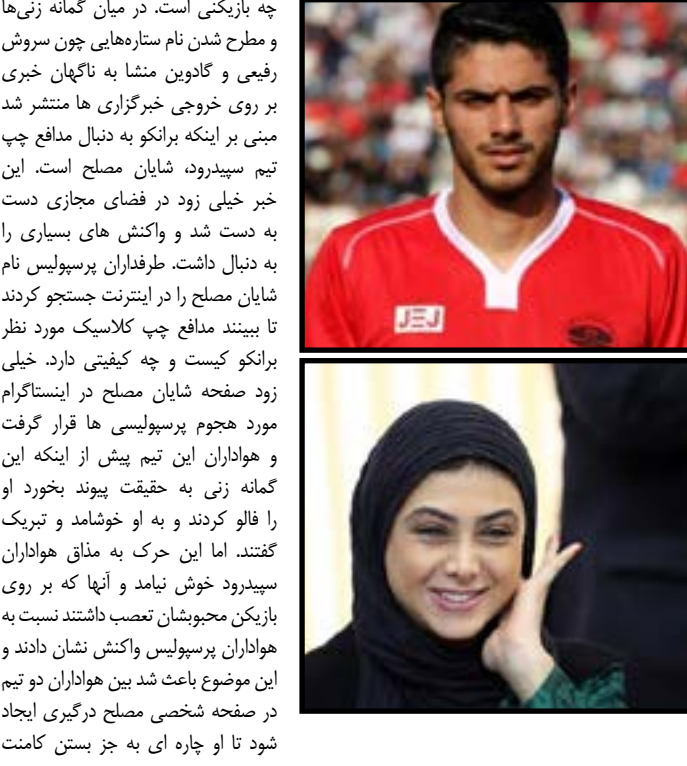 چه بازیکنی است. در میان گمانه زنی‌ها
و مطرح شدن نام ستاره‌هایی چون سروش
رفیعی و گادوین منشا به ناگهان خبری
بر روی خروجی خبرگزاری ها منتشر شد
مبنی بر اینکه برانکو به دنبال مدافع چپ
تیم سپیدرود، شایان مصلح است. این
خبر خیلی زود در فضای مجازی دست
به دست شد و واکنش های بسیاری را
به دنبال داشت. طرفداران پرسپولیس نام
شایان مصلح را در اینترنت جستجو کردند
تا ببینند مدافع چپ کلاسیک مورد نظر
برانکو کیست و چه کیفیتی دارد. خیلی
زود صفحه شایان مصلح در اینستاگرام
مورد هجوم پرسپولیسی ها قرار گرفت
و هواداران این تیم پیش از اینکه این
گمانه زنی به حقیقت پیوند بخورد او
را فالو کردند و به او خوشامد و تبریک
گفتند. اما این حرک به مذاق هواداران
سپیدرود خوش نیامد و آنها که بر روی
بازیکن محبوبشان تعصب داشتند نسبت به
هواداران پرسپولیس واکنش نشان دادند و
این موضوع باعث شد بین هواداران دو تیم
در صفحه شخصی مصلح درگیری ایجاد
شود تا او چاره ای به جز بستن کامنت
JEJ